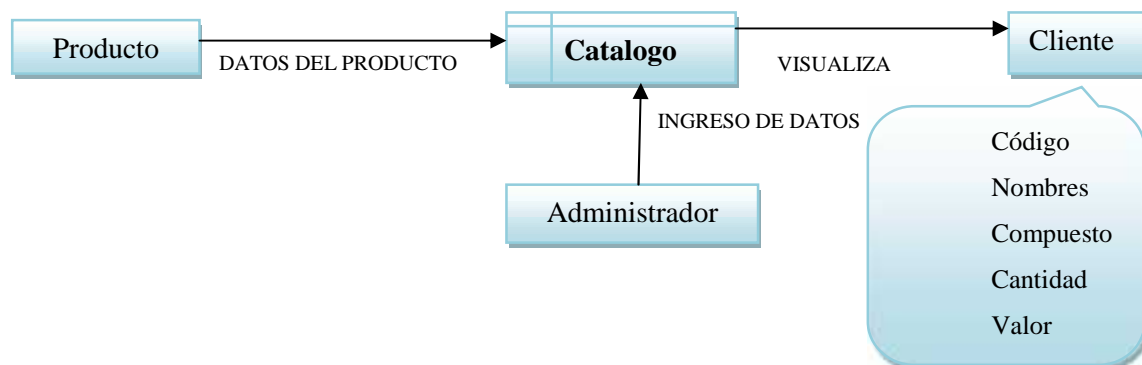 Producto
DATOS DEL PRODUCTO
Catalogo
VISUALIZA
Cliente
INGRESO DE DATOS
Administrador
Código
Nombres
Compuesto
Cantidad
Valor